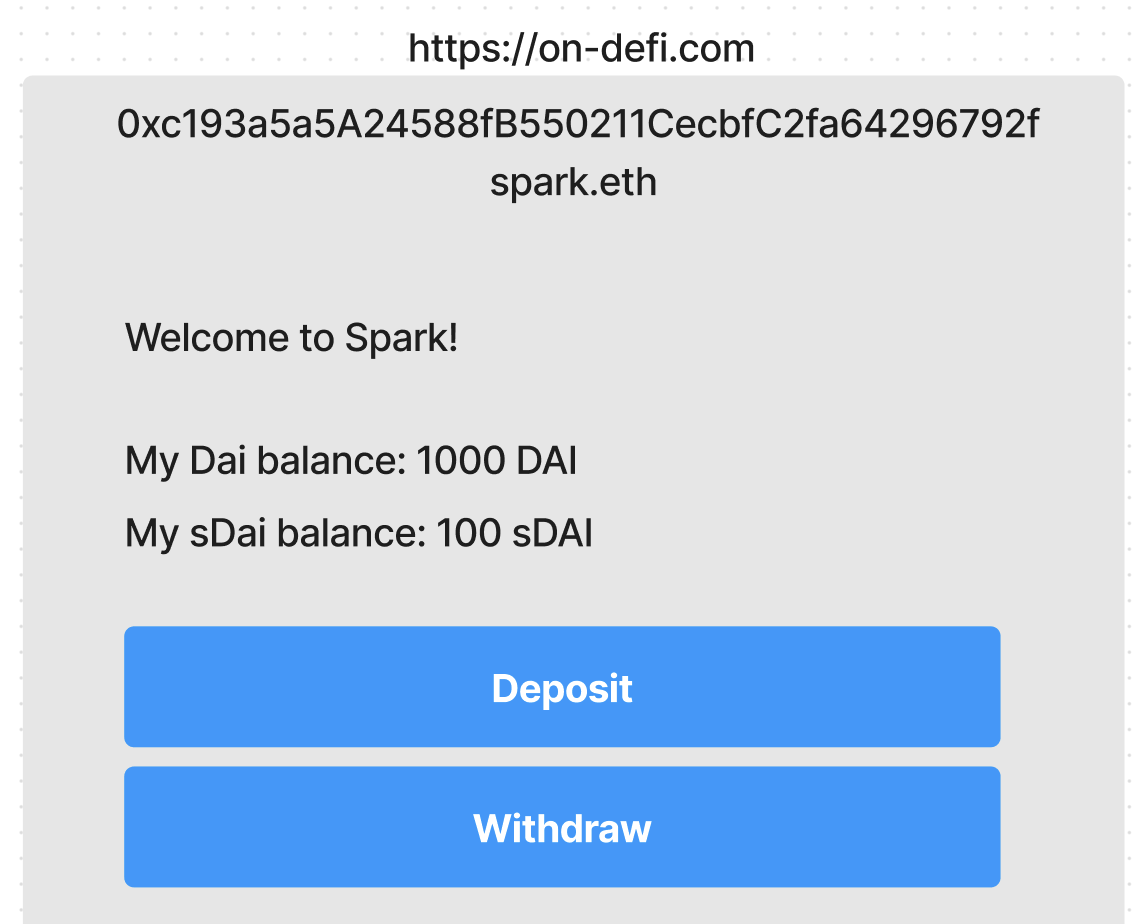 https://on-defi.com
0xc193a5a5A24588fB550211CecbfC2fa64296792f
spark.eth
Welcome to Spark!
My Dai balance: 1000 DAI
My sDai balance: 100 sDAI
Deposit
Withdraw